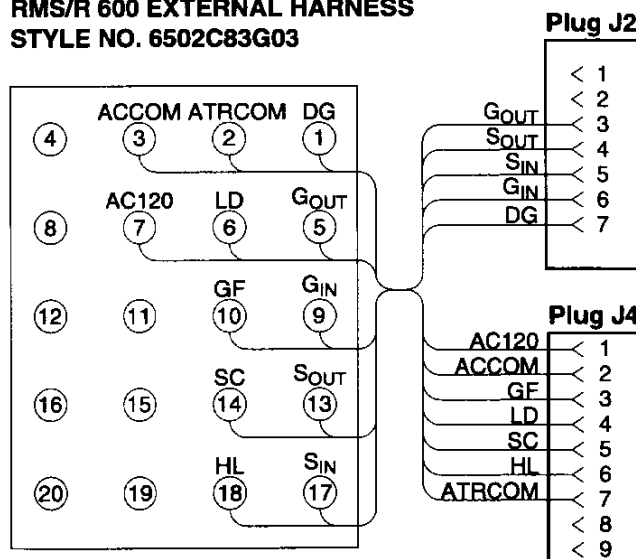 RMS/R 600 EXTERNAL HARNESS
STYLE NO. 6502C83G03
Plug J2
1
2
GOUT 3
SOUT 4
SIN 5
GIN 6
DG 7
ACCOM ATRCOM DG
4 3 2 1
AC120 LD GOUT
8 7 6 5
GF GIN
12 11 10 9
SC SOUT
16 15 14 13
HL SIN
20 19 18 17
Plug J4
AC120 1
ACCOM 2
GF 3
LD 4
SC 5
HL 6
ATRCOM 7
8
9